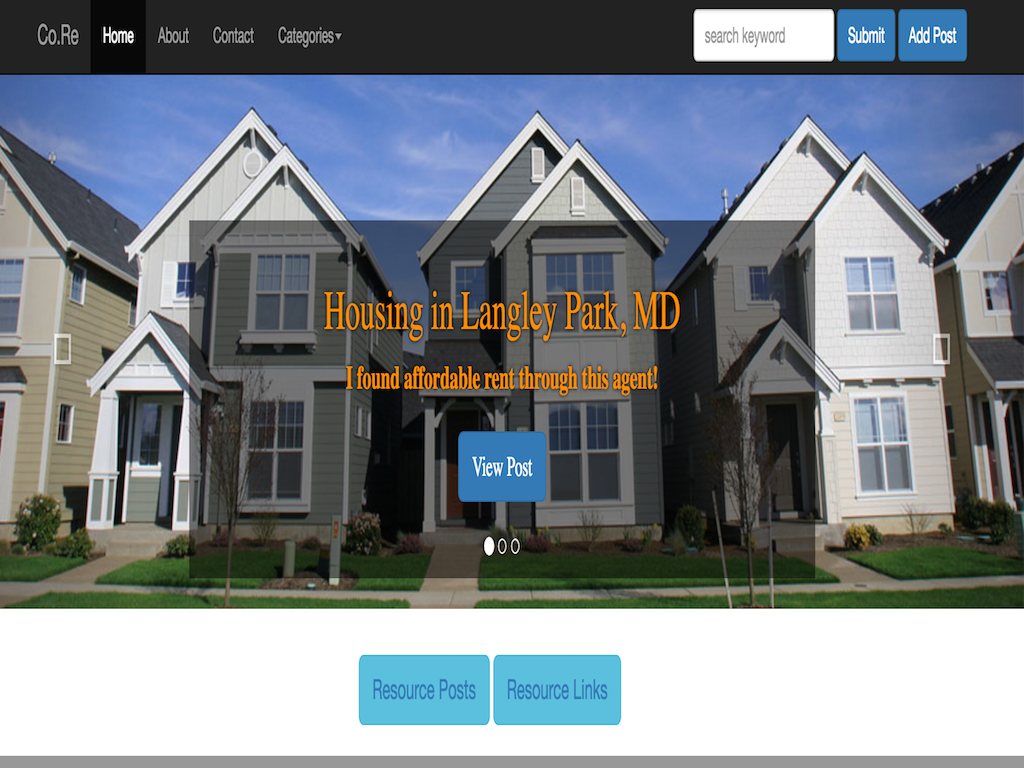 Co.Re Home About Contact Categories search keyword Submit Add Post
Housing in Langley Park, MD
I found affordable rent through this agent!
View Post
Resource Posts Resource Links